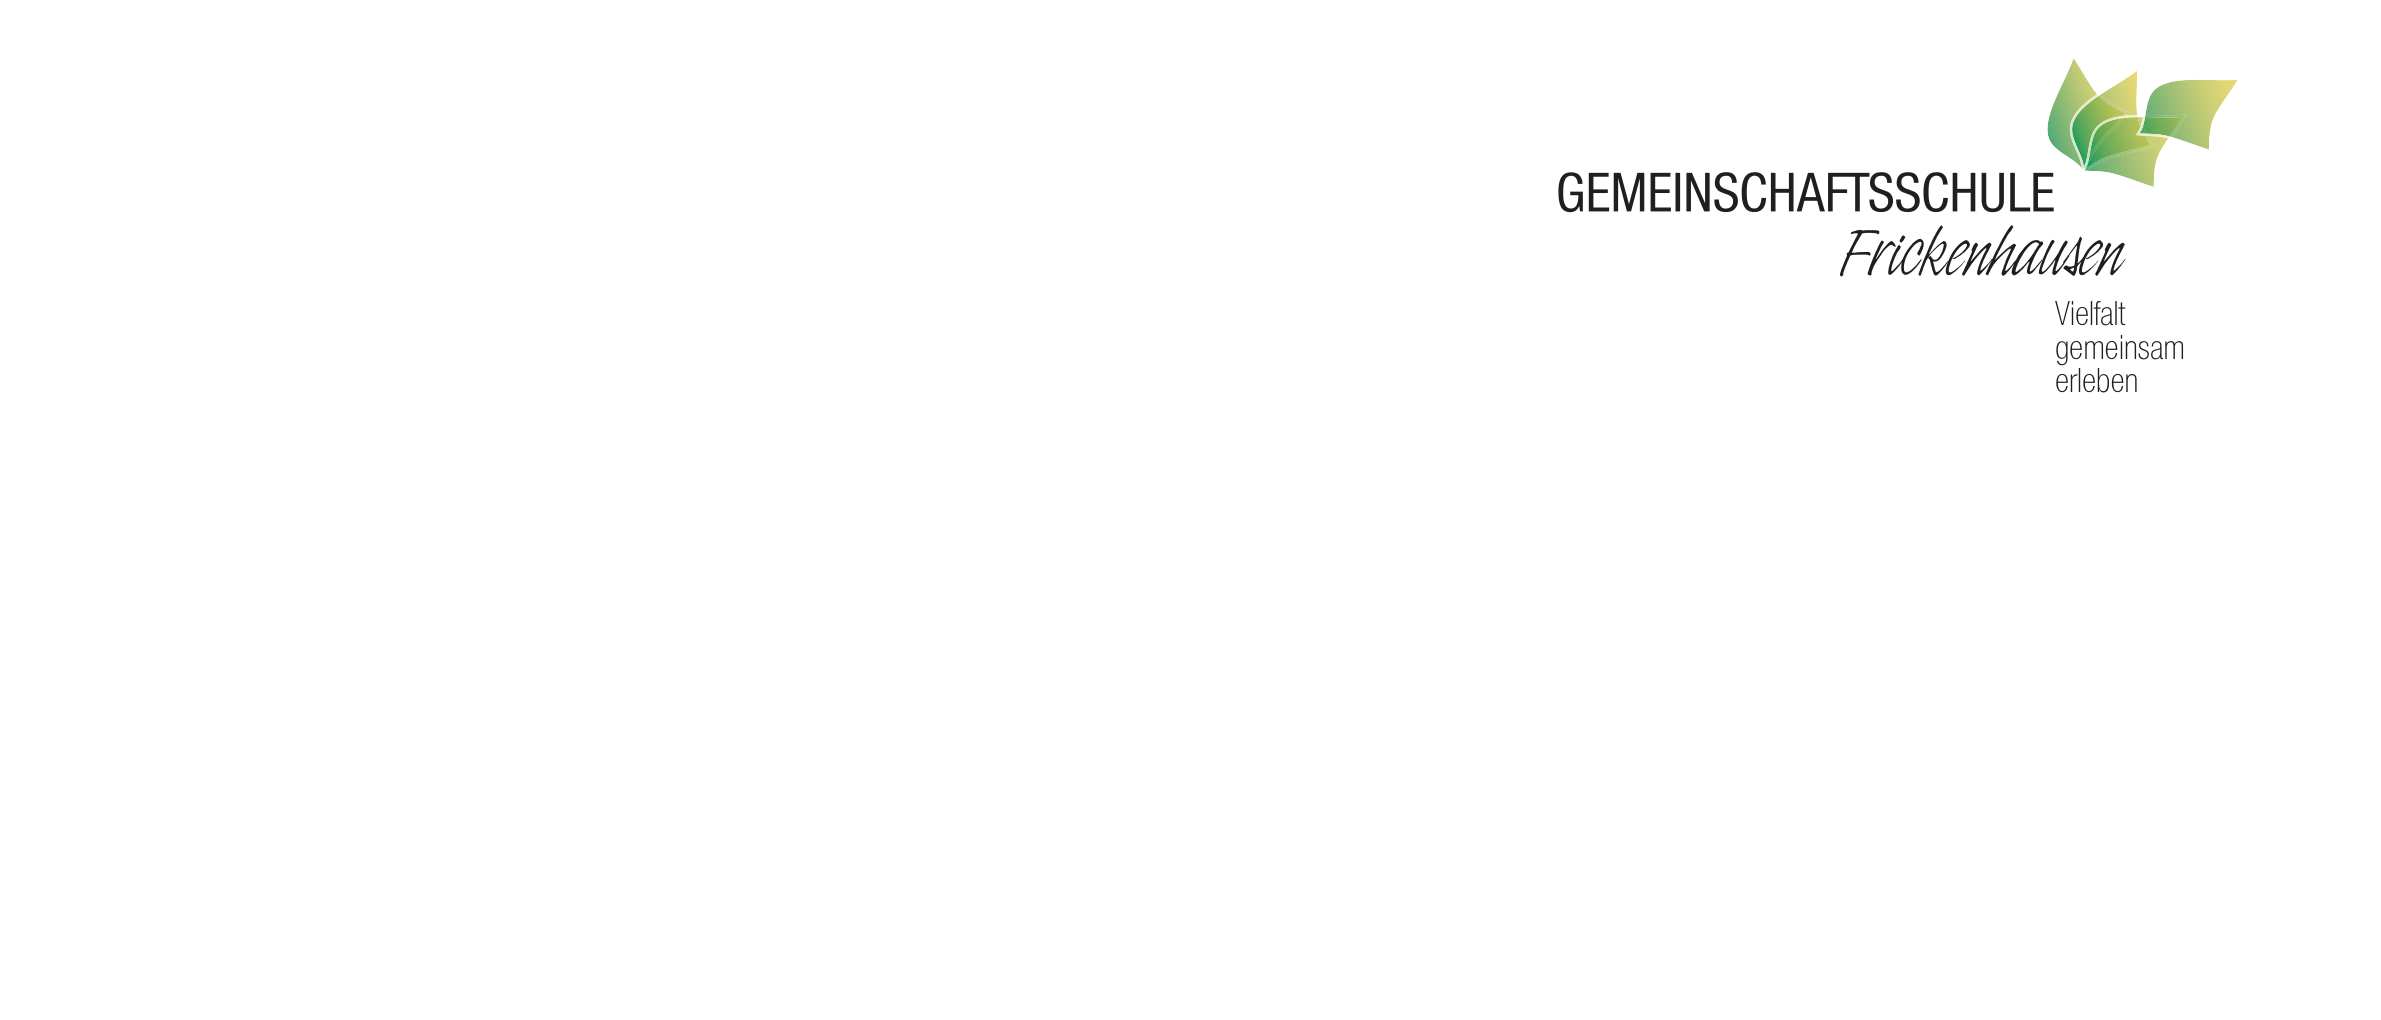 GEMEINSCHAFTSSCHULE
Frickenhausen
Vielfalt
gemeinsam
erleben